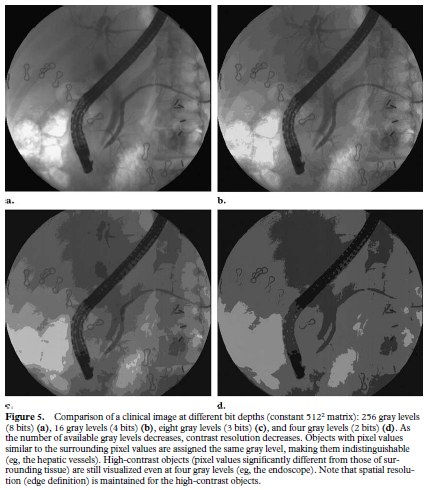 a.
b.
c.
d.
Figure 5. Comparison of a clinical image at different bit depths (constant 512² matrix): 256 gray levels
(8 bits) (a), 16 gray levels (4 bits) (b), eight gray levels (3 bits) (c), and four gray levels (2 bits) (d). As
the number of available gray levels decreases, contrast resolution decreases. Objects with pixel values
similar to the surrounding pixel values are assigned the same gray level, making them indistinguishable
(eg, the hepatic vessels). High-contrast objects (pixel values significantly different from those of sur-
rounding tissue) are still visualized even at four gray levels (eg, the endoscope). Note that spatial resolu-
tion (edge definition) is maintained for the high-contrast objects.